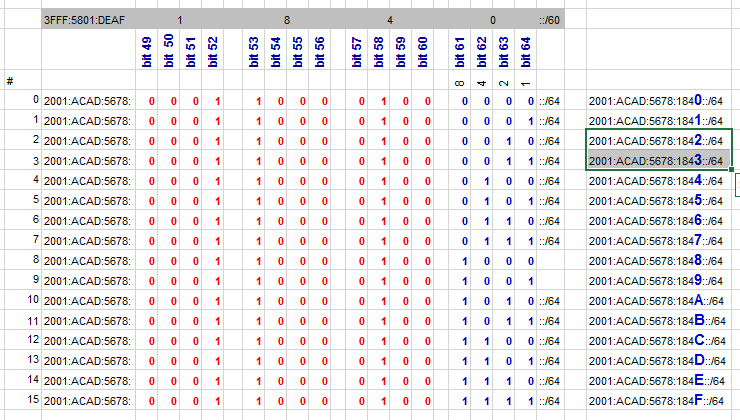 3FFF:5801:DEAF 1 8 4 0 ::/60
bit 49 bit 50 bit 51 bit 52 bit 53 bit 54 bit 55 bit 56 bit 57 bit 58 bit 59 bit 60 bit 61 bit 62 bit 63 bit 64
# 8 4 2 1
0 2001:ACAD:5678: 0 0 0 1 1 0 0 0 0 1 0 0 0 0 0 0 ::/64 2001:ACAD:5678:1840::/64
1 2001:ACAD:5678: 0 0 0 1 1 0 0 0 0 1 0 0 0 0 0 1 ::/64 2001:ACAD:5678:1841::/64
2 2001:ACAD:5678: 0 0 0 1 1 0 0 0 0 1 0 0 0 0 1 0 ::/64 2001:ACAD:5678:1842::/64
3 2001:ACAD:5678: 0 0 0 1 1 0 0 0 0 1 0 0 0 0 1 1 ::/64 2001:ACAD:5678:1843::/64
4 2001:ACAD:5678: 0 0 0 1 1 0 0 0 0 1 0 0 0 1 0 0 ::/64 2001:ACAD:5678:1844::/64
5 2001:ACAD:5678: 0 0 0 1 1 0 0 0 0 1 0 0 0 1 0 1 ::/64 2001:ACAD:5678:1845::/64
6 2001:ACAD:5678: 0 0 0 1 1 0 0 0 0 1 0 0 0 1 1 0 ::/64 2001:ACAD:5678:1846::/64
7 2001:ACAD:5678: 0 0 0 1 1 0 0 0 0 1 0 0 0 1 1 1 ::/64 2001:ACAD:5678:1847::/64
8 2001:ACAD:5678: 0 0 0 1 1 0 0 0 0 1 0 0 1 0 0 0 2001:ACAD:5678:1848::/64
9 2001:ACAD:5678: 0 0 0 1 1 0 0 0 0 1 0 0 1 0 0 1 2001:ACAD:5678:1849::/64
10 2001:ACAD:5678: 0 0 0 1 1 0 0 0 0 1 0 0 1 0 1 0 ::/64 2001:ACAD:5678:184A::/64
11 2001:ACAD:5678: 0 0 0 1 1 0 0 0 0 1 0 0 1 0 1 1 ::/64 2001:ACAD:5678:184B::/64
12 2001:ACAD:5678: 0 0 0 1 1 0 0 0 0 1 0 0 1 1 0 0 ::/64 2001:ACAD:5678:184C::/64
13 2001:ACAD:5678: 0 0 0 1 1 0 0 0 0 1 0 0 1 1 0 1 ::/64 2001:ACAD:5678:184D::/64
14 2001:ACAD:5678: 0 0 0 1 1 0 0 0 0 1 0 0 1 1 1 0 ::/64 2001:ACAD:5678:184E::/64
15 2001:ACAD:5678: 0 0 0 1 1 0 0 0 0 1 0 0 1 1 1 1 ::/64 2001:ACAD:5678:184F::/64